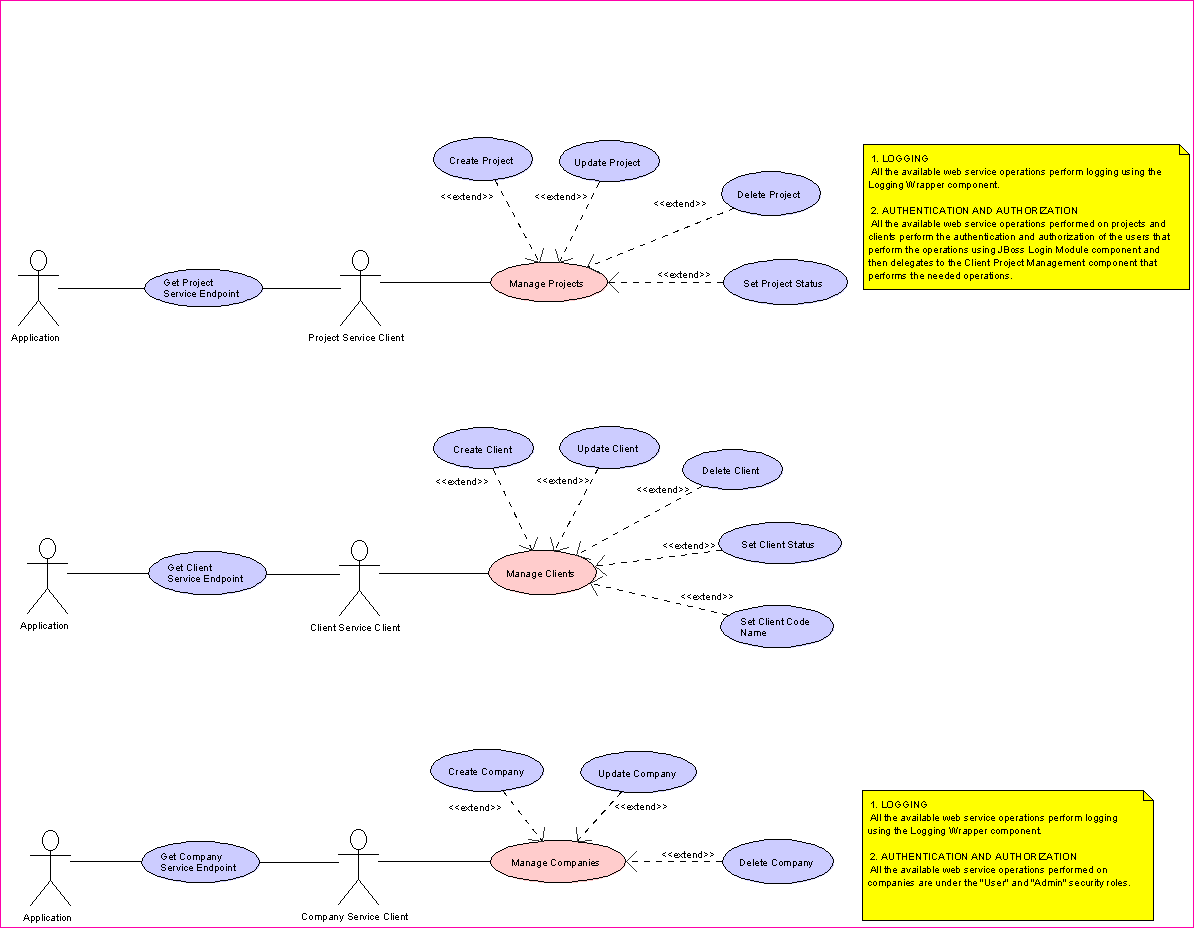 Create Project
Update Project
Delete Project
<<extend>>
<<extend>>
<<extend>>
<<extend>>
Get Project
Service Endpoint
Manage Projects
Set Project Status
Application
Project Service Client
1. LOGGING
All the available web service operations perform logging using the
Logging Wrapper component.
2. AUTHENTICATION AND AUTHORIZATION
All the available web service operations performed on projects and
clients perform the authentication and authorization of the users that
perform the operations using JBoss Login Module component and
then delegates to the Client Project Management component that
performs the needed operations.
Create Client
Update Client
Delete Client
<<extend>>
<<extend>>
<<extend>>
Set Client Status
<<extend>>
Get Client
Service Endpoint
Manage Clients
<<extend>>
Set Client Code
Name
Application
Client Service Client
Create Company
Update Company
<<extend>>
<<extend>>
Get Company
Service Endpoint
Manage Companies
<<extend>>
Delete Company
Application
Company Service Client
1. LOGGING
All the available web service operations perform logging
using the Logging Wrapper component.
2. AUTHENTICATION AND AUTHORIZATION
All the available web service operations performed on
companies are under the "User" and "Admin" security roles.